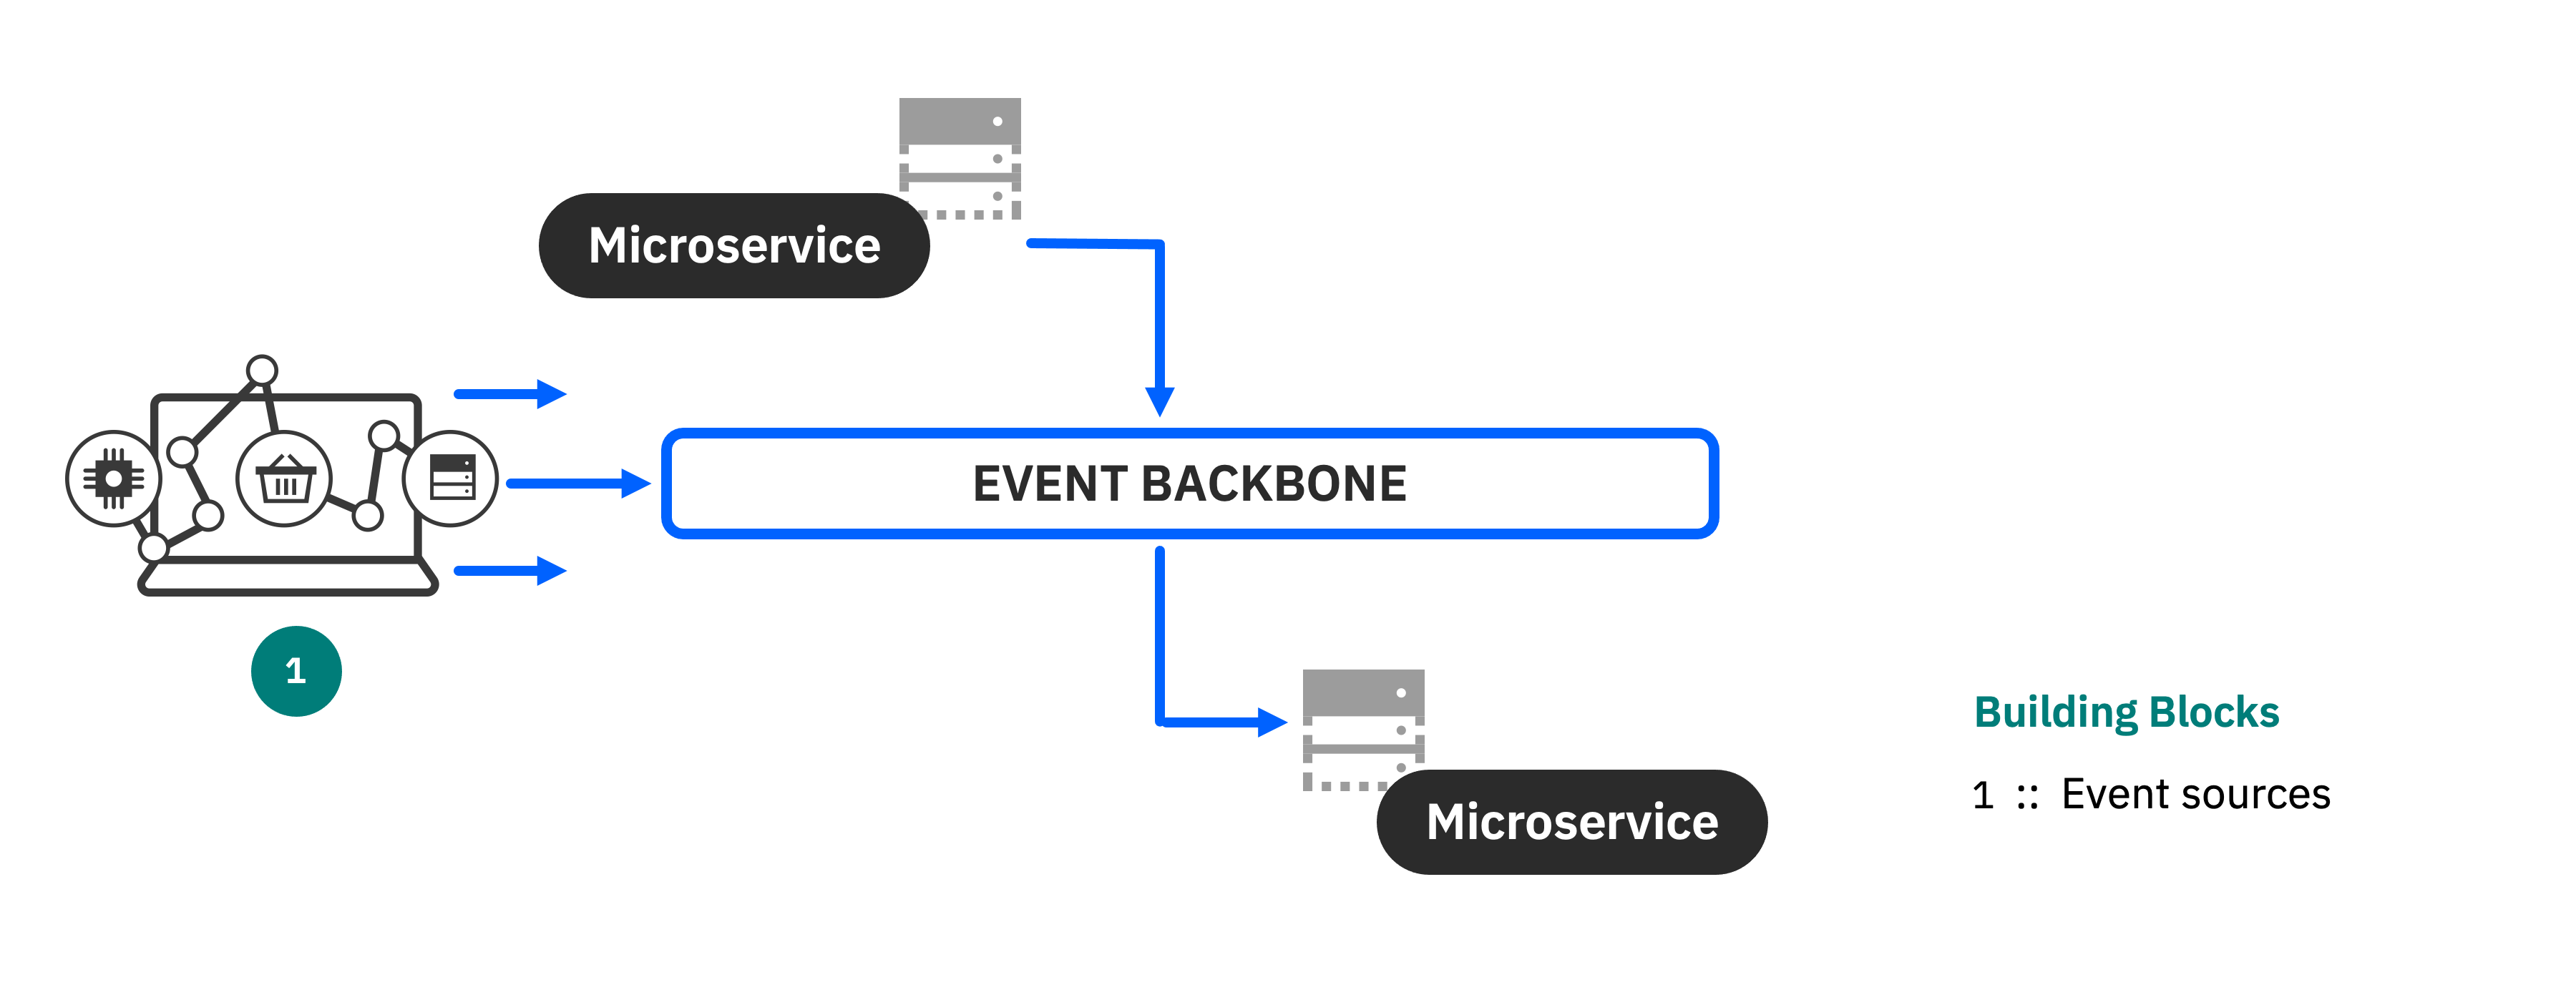 Microservice
EVENT BACKBONE
1
Microservice
Building Blocks
1 :: Event sources